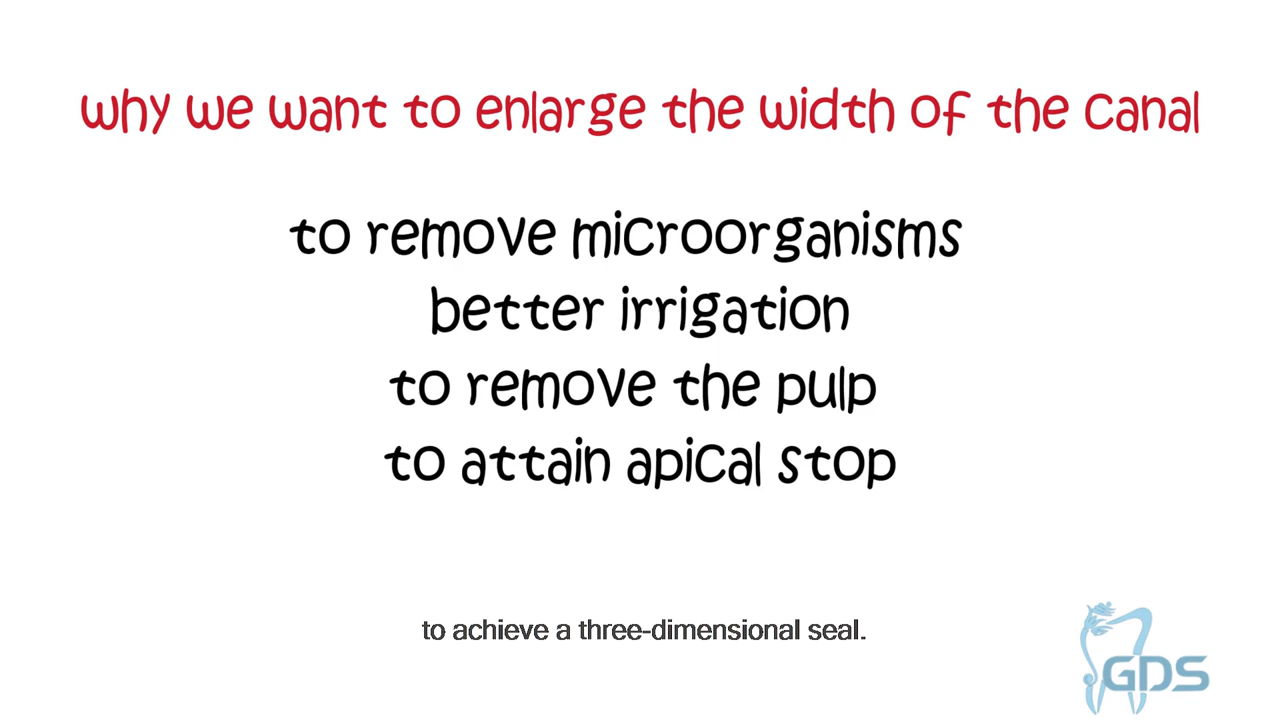 why we want to enlarge the width of the canal
to remove microorganisms
better irrigation
to remove the pulp
to attain apical stop
to achieve a three-dimensional seal.
GDS